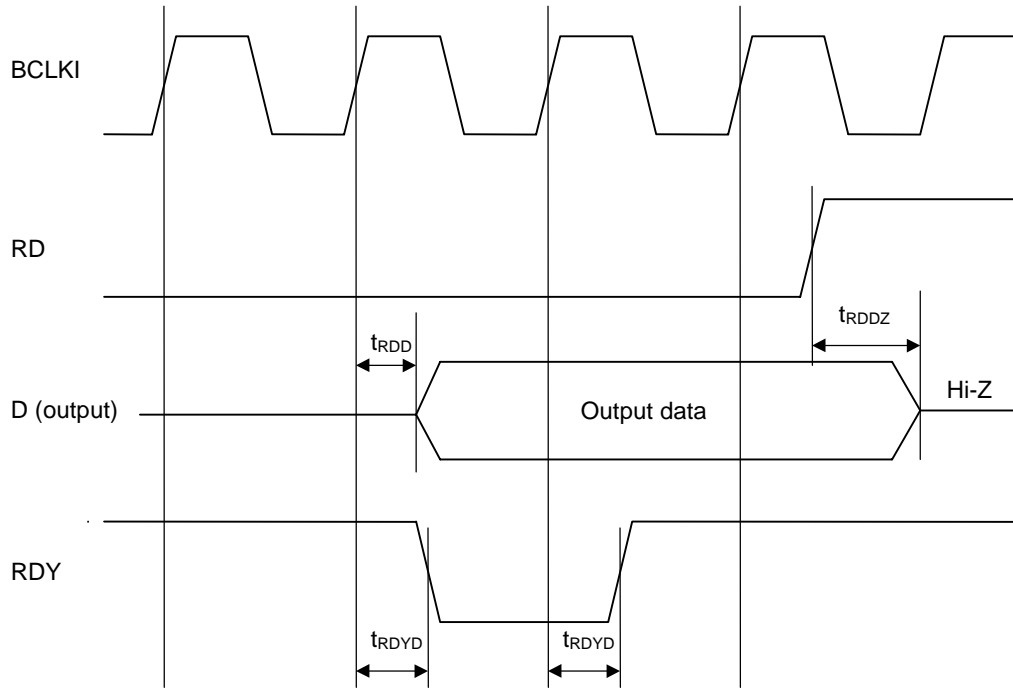 BCLKI
RD
tRDDZ
tRDD
Hi-Z
D (output)
Output data
RDY
tRDYD
tRDYD